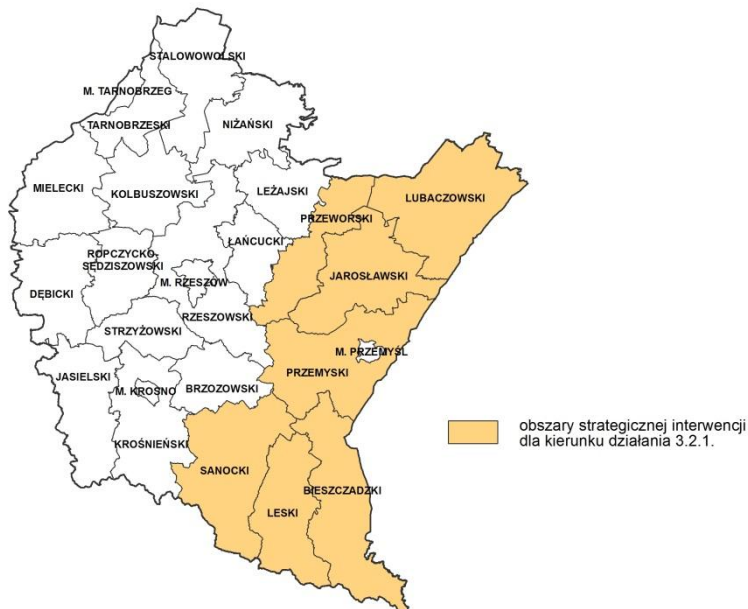 STALOWOWOLSKI
M. TARNOBRZEG
TARNOBRZESKI
NIŻAŃSKI
MIELECKI
KOLBUSZOWSKI
LEŻAJSKI
LUBACZOWSKI
PRZEWORSKI
ŁAŃCUCKI
ROPCZYCKO-
SĘDZISZOWSKI
JAROSŁAWSKI
M. RZESZÓW
DĘBICKI
RZESZOWSKI
STRZYŻOWSKI
M. PRZEMYŚL
PRZEMYSKI
JASIELSKI
M. KROSNO
BRZOZOWSKI
KROŚNIEŃSKI
SANOCKI
BIESZCZADZKI
LESKI
obszary strategicznej interwencji
dla kierunku działania 3.2.1.